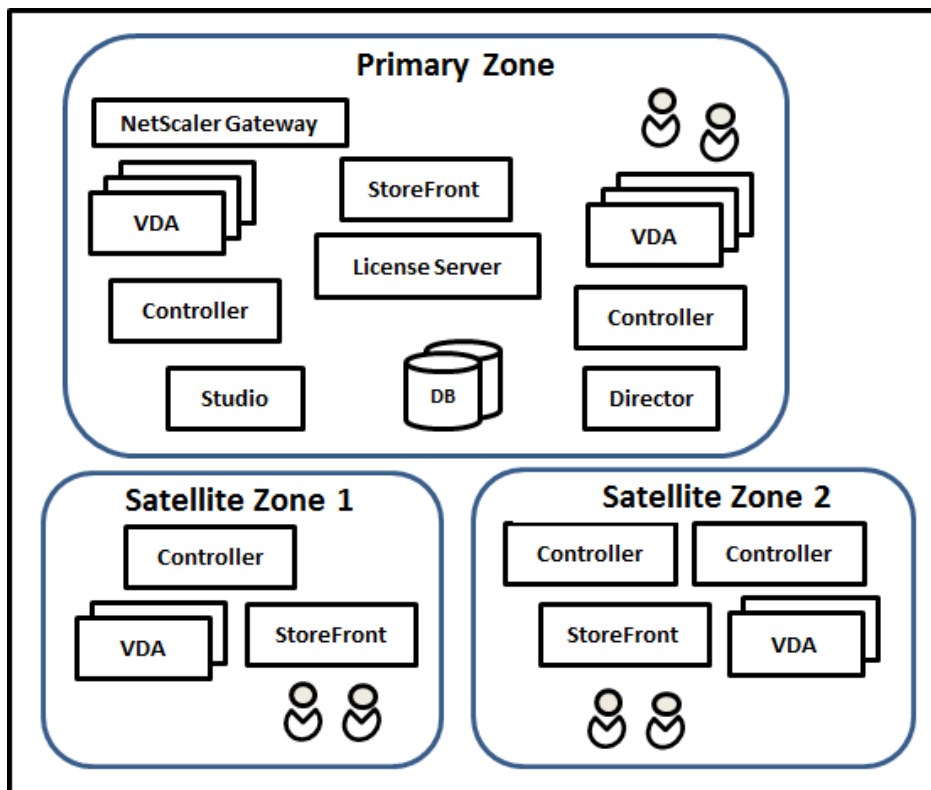 Primary Zone
NetScaler Gateway
StoreFront
VDA
VDA
License Server
Controller
Controller
Studio
DB
Director
Satellite Zone 1
Controller
VDA
StoreFront
Satellite Zone 2
Controller
Controller
StoreFront
VDA